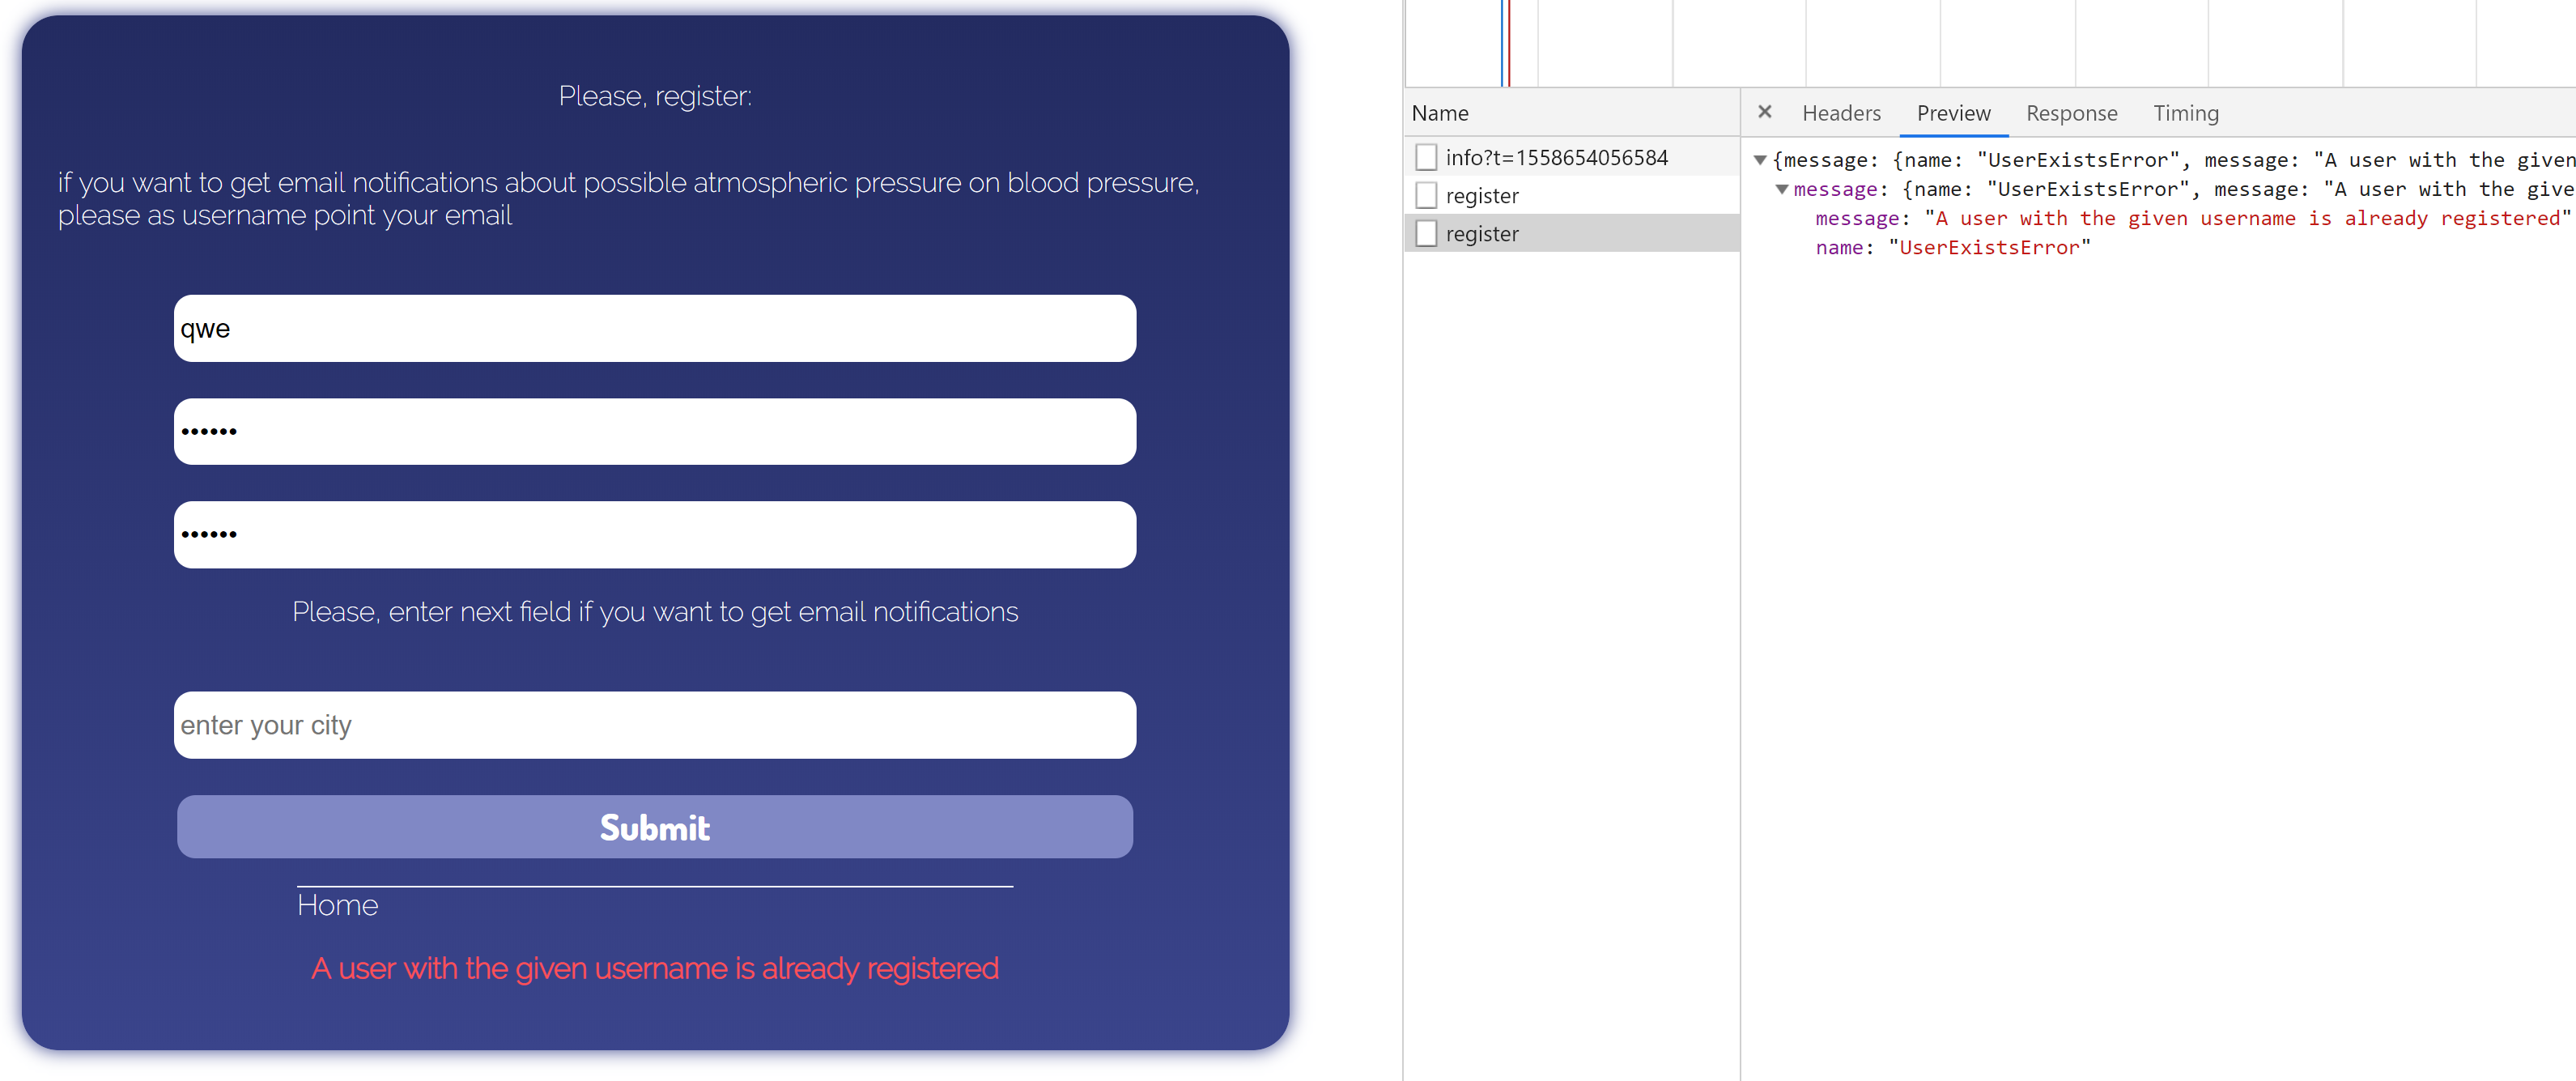 Please, register:
if you want to get email notifications about possible atmospheric pressure on blood pressure,
please as username point your email
qwe
••••••
••••••
Please, enter next field if you want to get email notifications
enter your city
Submit
Home
A user with the given username is already registered
Name
info?t=1558654056584
register
register
× Headers Preview Response Timing
▼{message: {name: "UserExistsError", message: "A user with the given
▼message: {name: "UserExistsError", message: "A user with the give
message: "A user with the given username is already registered"
name: "UserExistsError"